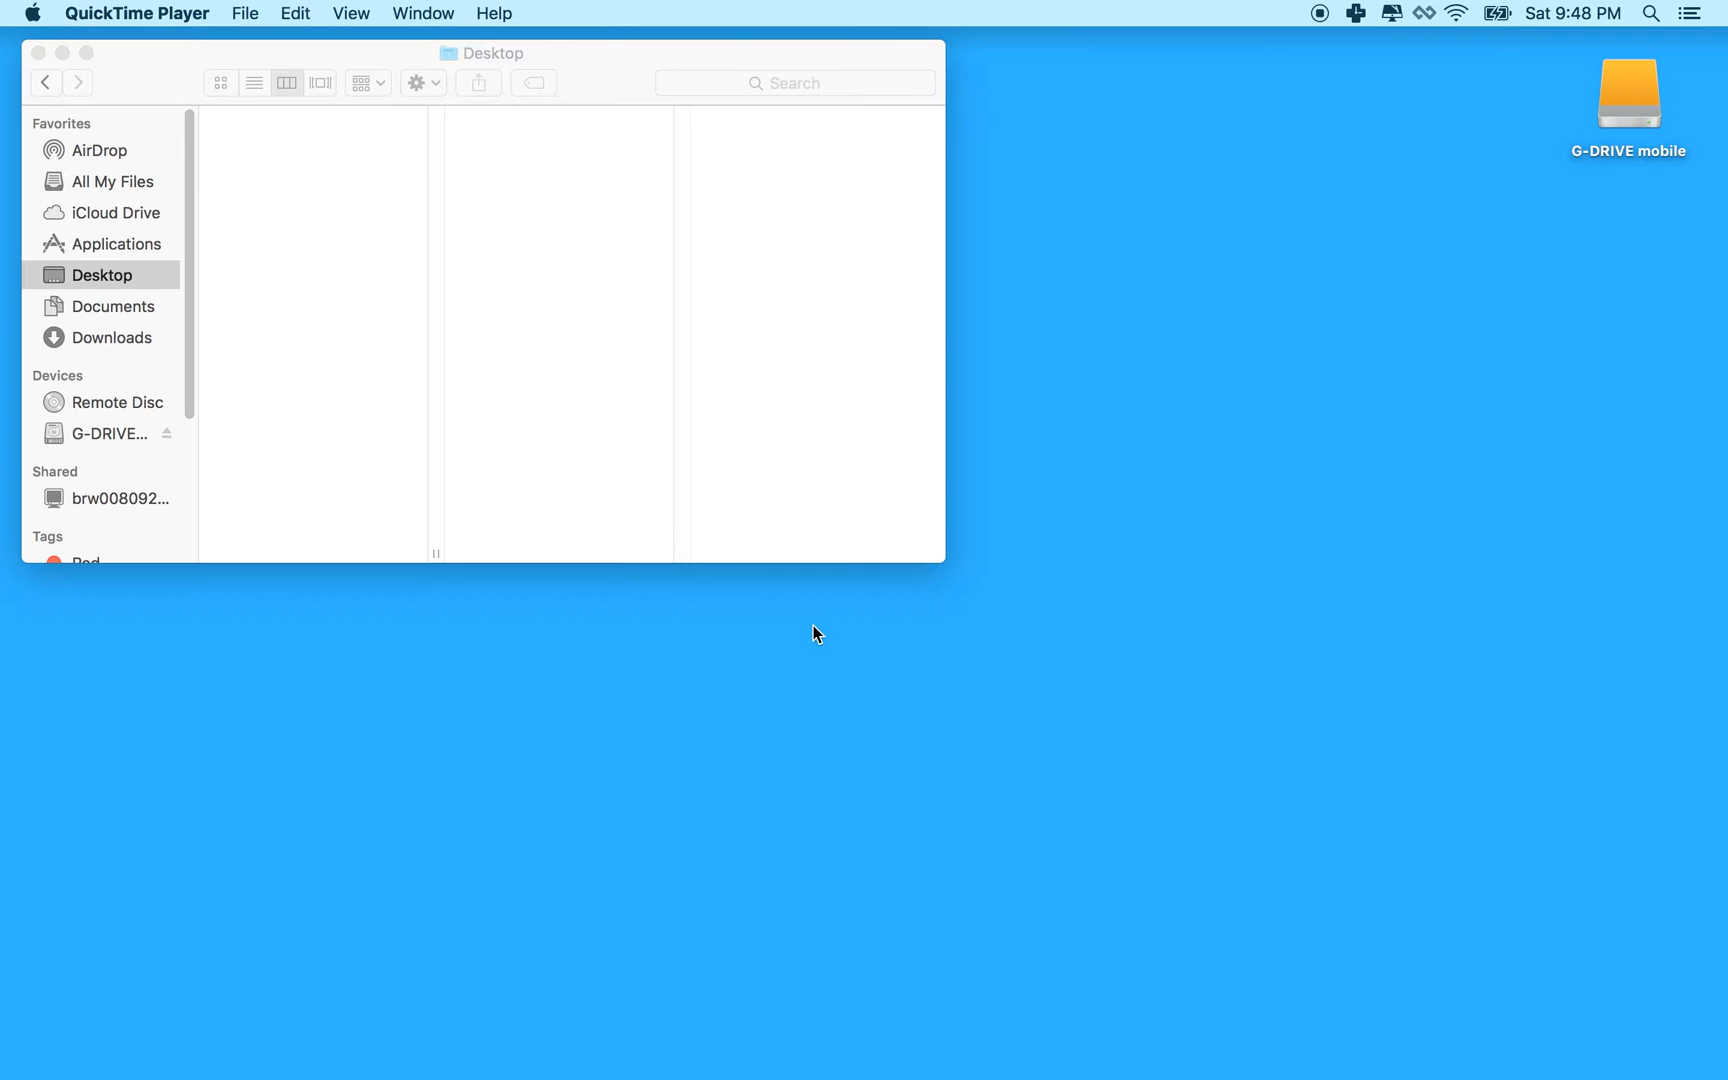 QuickTime Player File Edit View Window Help Sat 9:48 PM
Desktop
Search
Favorites
AirDrop
All My Files
iCloud Drive
Applications
Desktop
Documents
Downloads
Devices
Remote Disc
G-DRIVE...
Shared
brw008092...
Tags
Red
G-DRIVE mobile